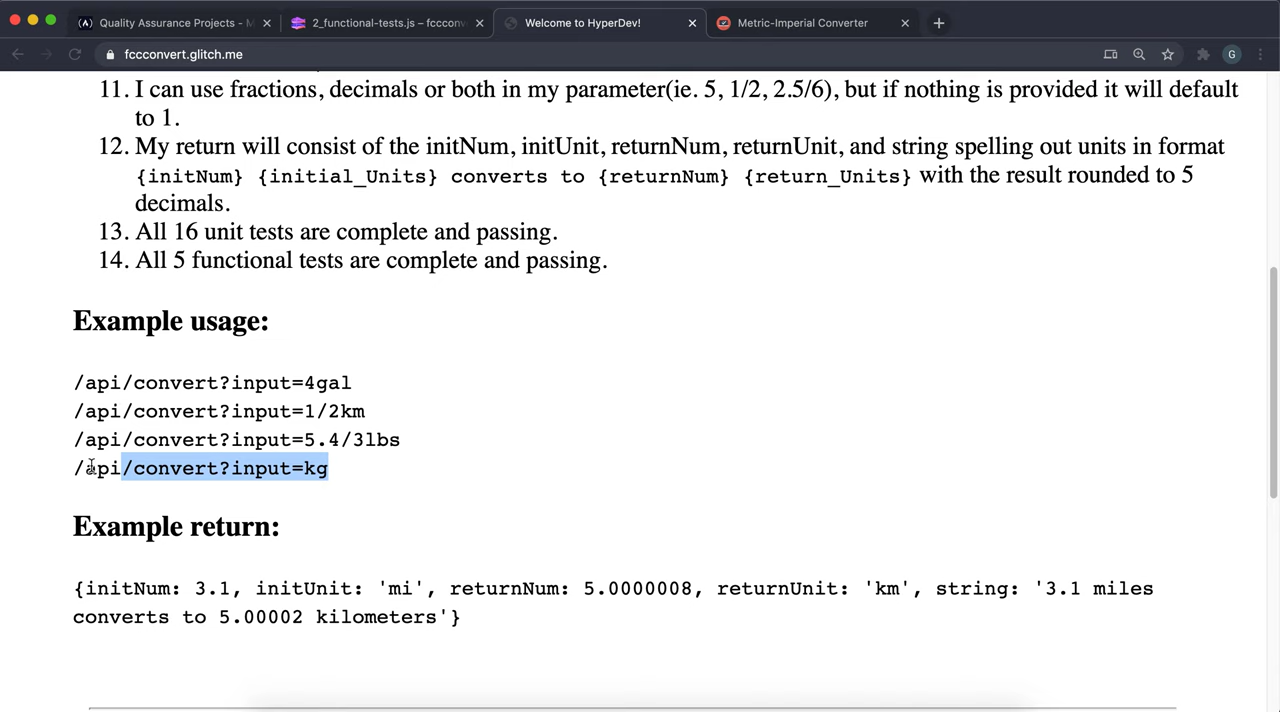 Quality Assurance Projects - M
2_functional-tests.js – fcccon
Welcome to HyperDev!
Metric-Imperial Converter
fccconvert.glitch.me
G
11. I can use fractions, decimals or both in my parameter(ie. 5, 1/2, 2.5/6), but if nothing is provided it will default
to 1.
12. My return will consist of the initNum, initUnit, returnNum, returnUnit, and string spelling out units in format
{initNum} {initial_Units} converts to {returnNum} {return_Units} with the result rounded to 5
decimals.
13. All 16 unit tests are complete and passing.
14. All 5 functional tests are complete and passing.
Example usage:
/api/convert?input=4gal
/api/convert?input=1/2km
/api/convert?input=5.4/3lbs
/api/convert?input=kg
Example return:
{initNum: 3.1, initUnit: 'mi', returnNum: 5.0000008, returnUnit: 'km', string: '3.1 miles
converts to 5.00002 kilometers'}